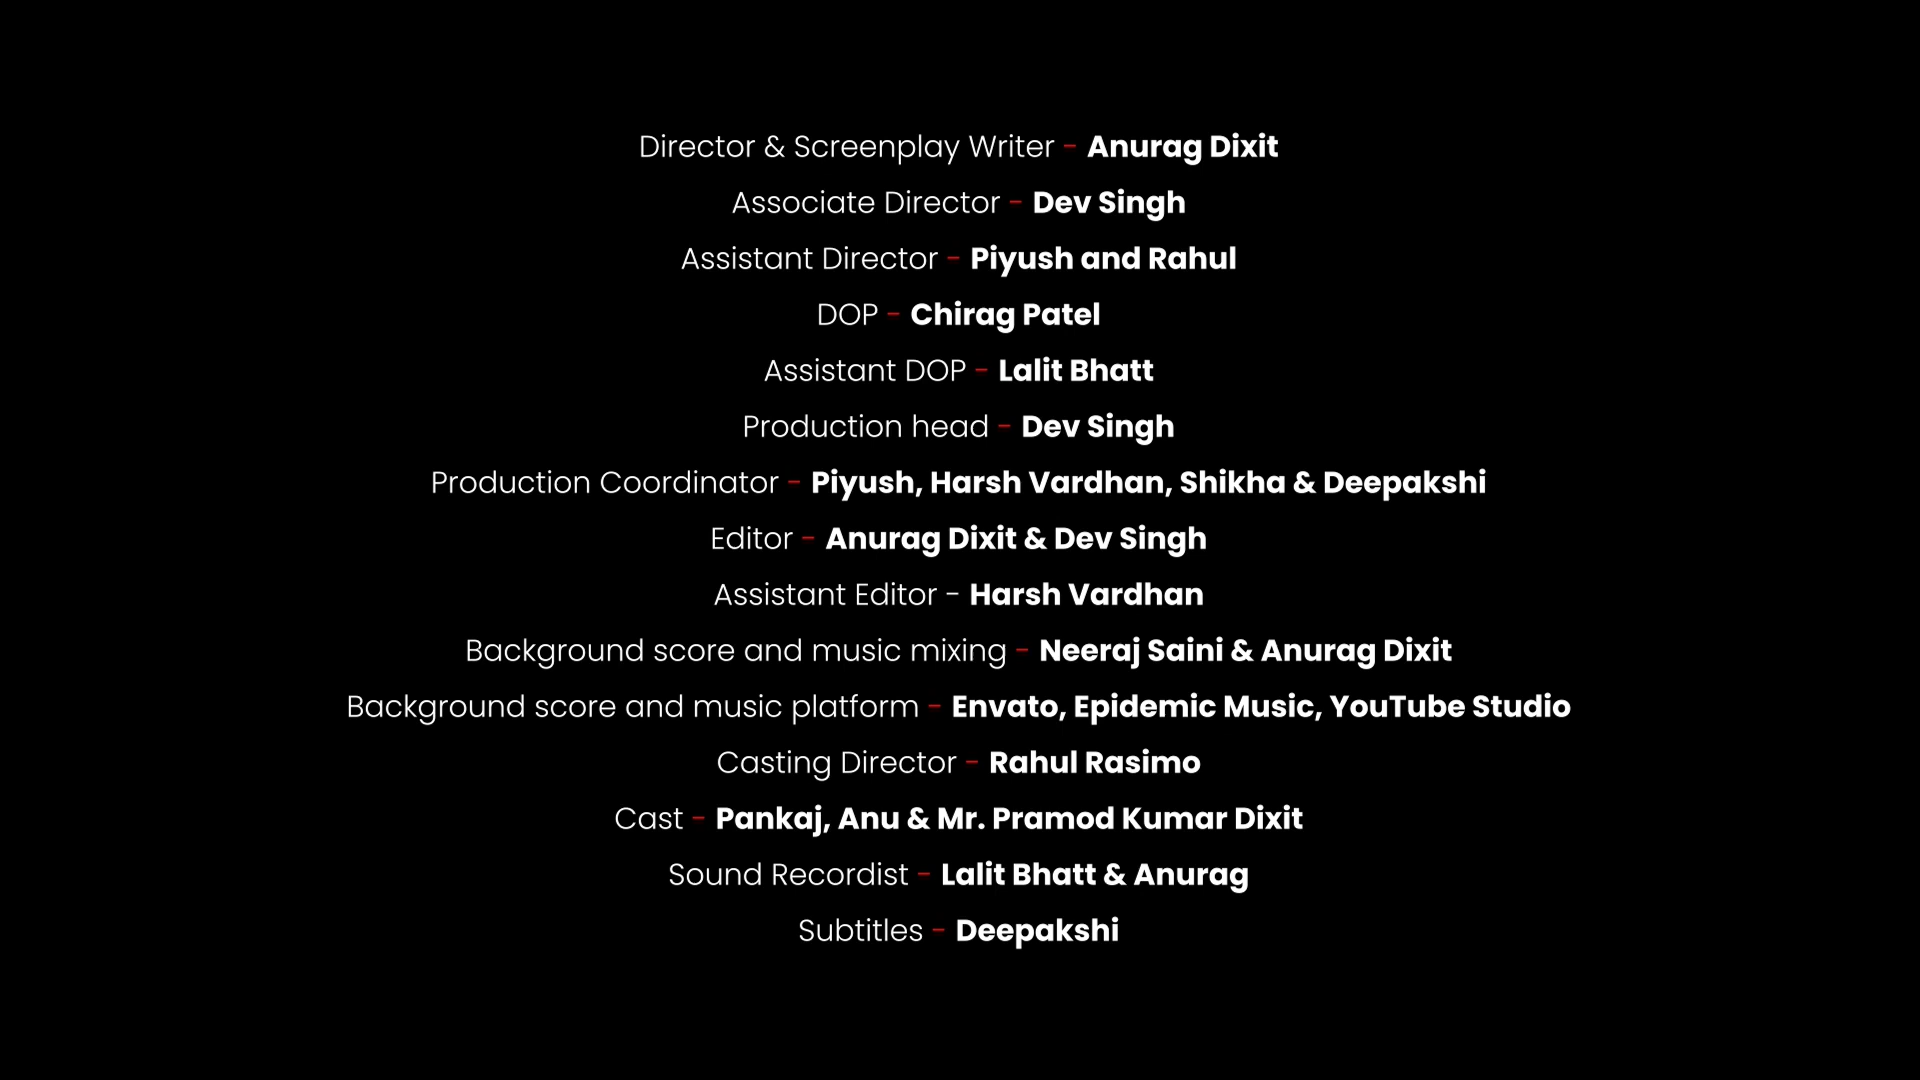 Director & Screenplay Writer - Anurag Dixit
Associate Director - Dev Singh
Assistant Director - Piyush and Rahul
DOP - Chirag Patel
Assistant DOP - Lalit Bhatt
Production head - Dev Singh
Production Coordinator - Piyush, Harsh Vardhan, Shikha & Deepakshi
Editor - Anurag Dixit & Dev Singh
Assistant Editor - Harsh Vardhan
Background score and music mixing - Neeraj Saini & Anurag Dixit
Background score and music platform - Envato, Epidemic Music, YouTube Studio
Casting Director - Rahul Rasimo
Cast - Pankaj, Anu & Mr. Pramod Kumar Dixit
Sound Recordist - Lalit Bhatt & Anurag
Subtitles - Deepakshi